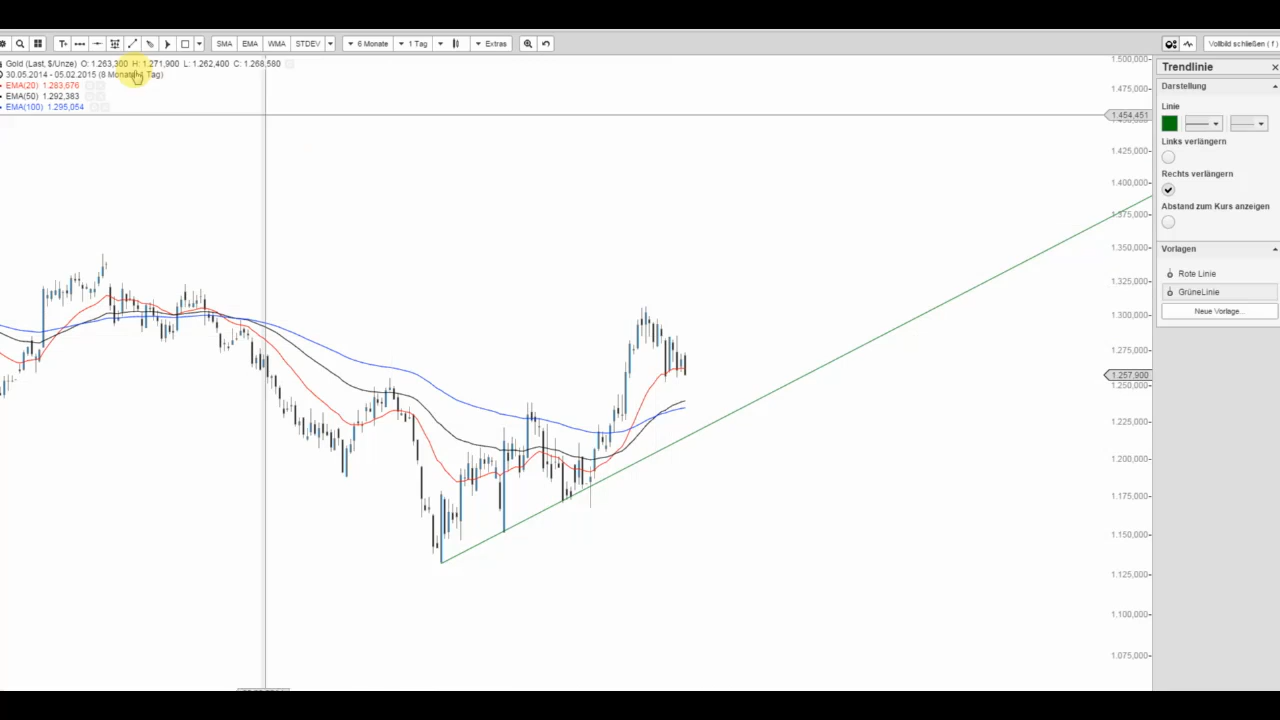 T+ SMA EMA WMA STDEV 6 Monate 1 Tag Extras Vollbild schließen ( f )
Gold (Last, $/Unze) O: 1.263,300 H: 1.271,900 L: 1.262,400 C: 1.268,580
30.05.2014 - 05.02.2015 (8 Monate, 1 Tag)
EMA(20) 1.283,676
EMA(50) 1.292,383
EMA(100) 1.295,054
1.500,000
1.475,000
1.454,451
1.425,000
1.400,000
1.375,000
1.350,000
1.325,000
1.300,000
1.275,000
1.257,900
1.250,000
1.225,000
1.200,000
1.175,000
1.150,000
1.125,000
1.100,000
1.075,000
Trendlinie
Darstellung
Linie
Links verlängern
Rechts verlängern
Abstand zum Kurs anzeigen
Vorlagen
Rote Linie
GrüneLinie
Neue Vorlage...